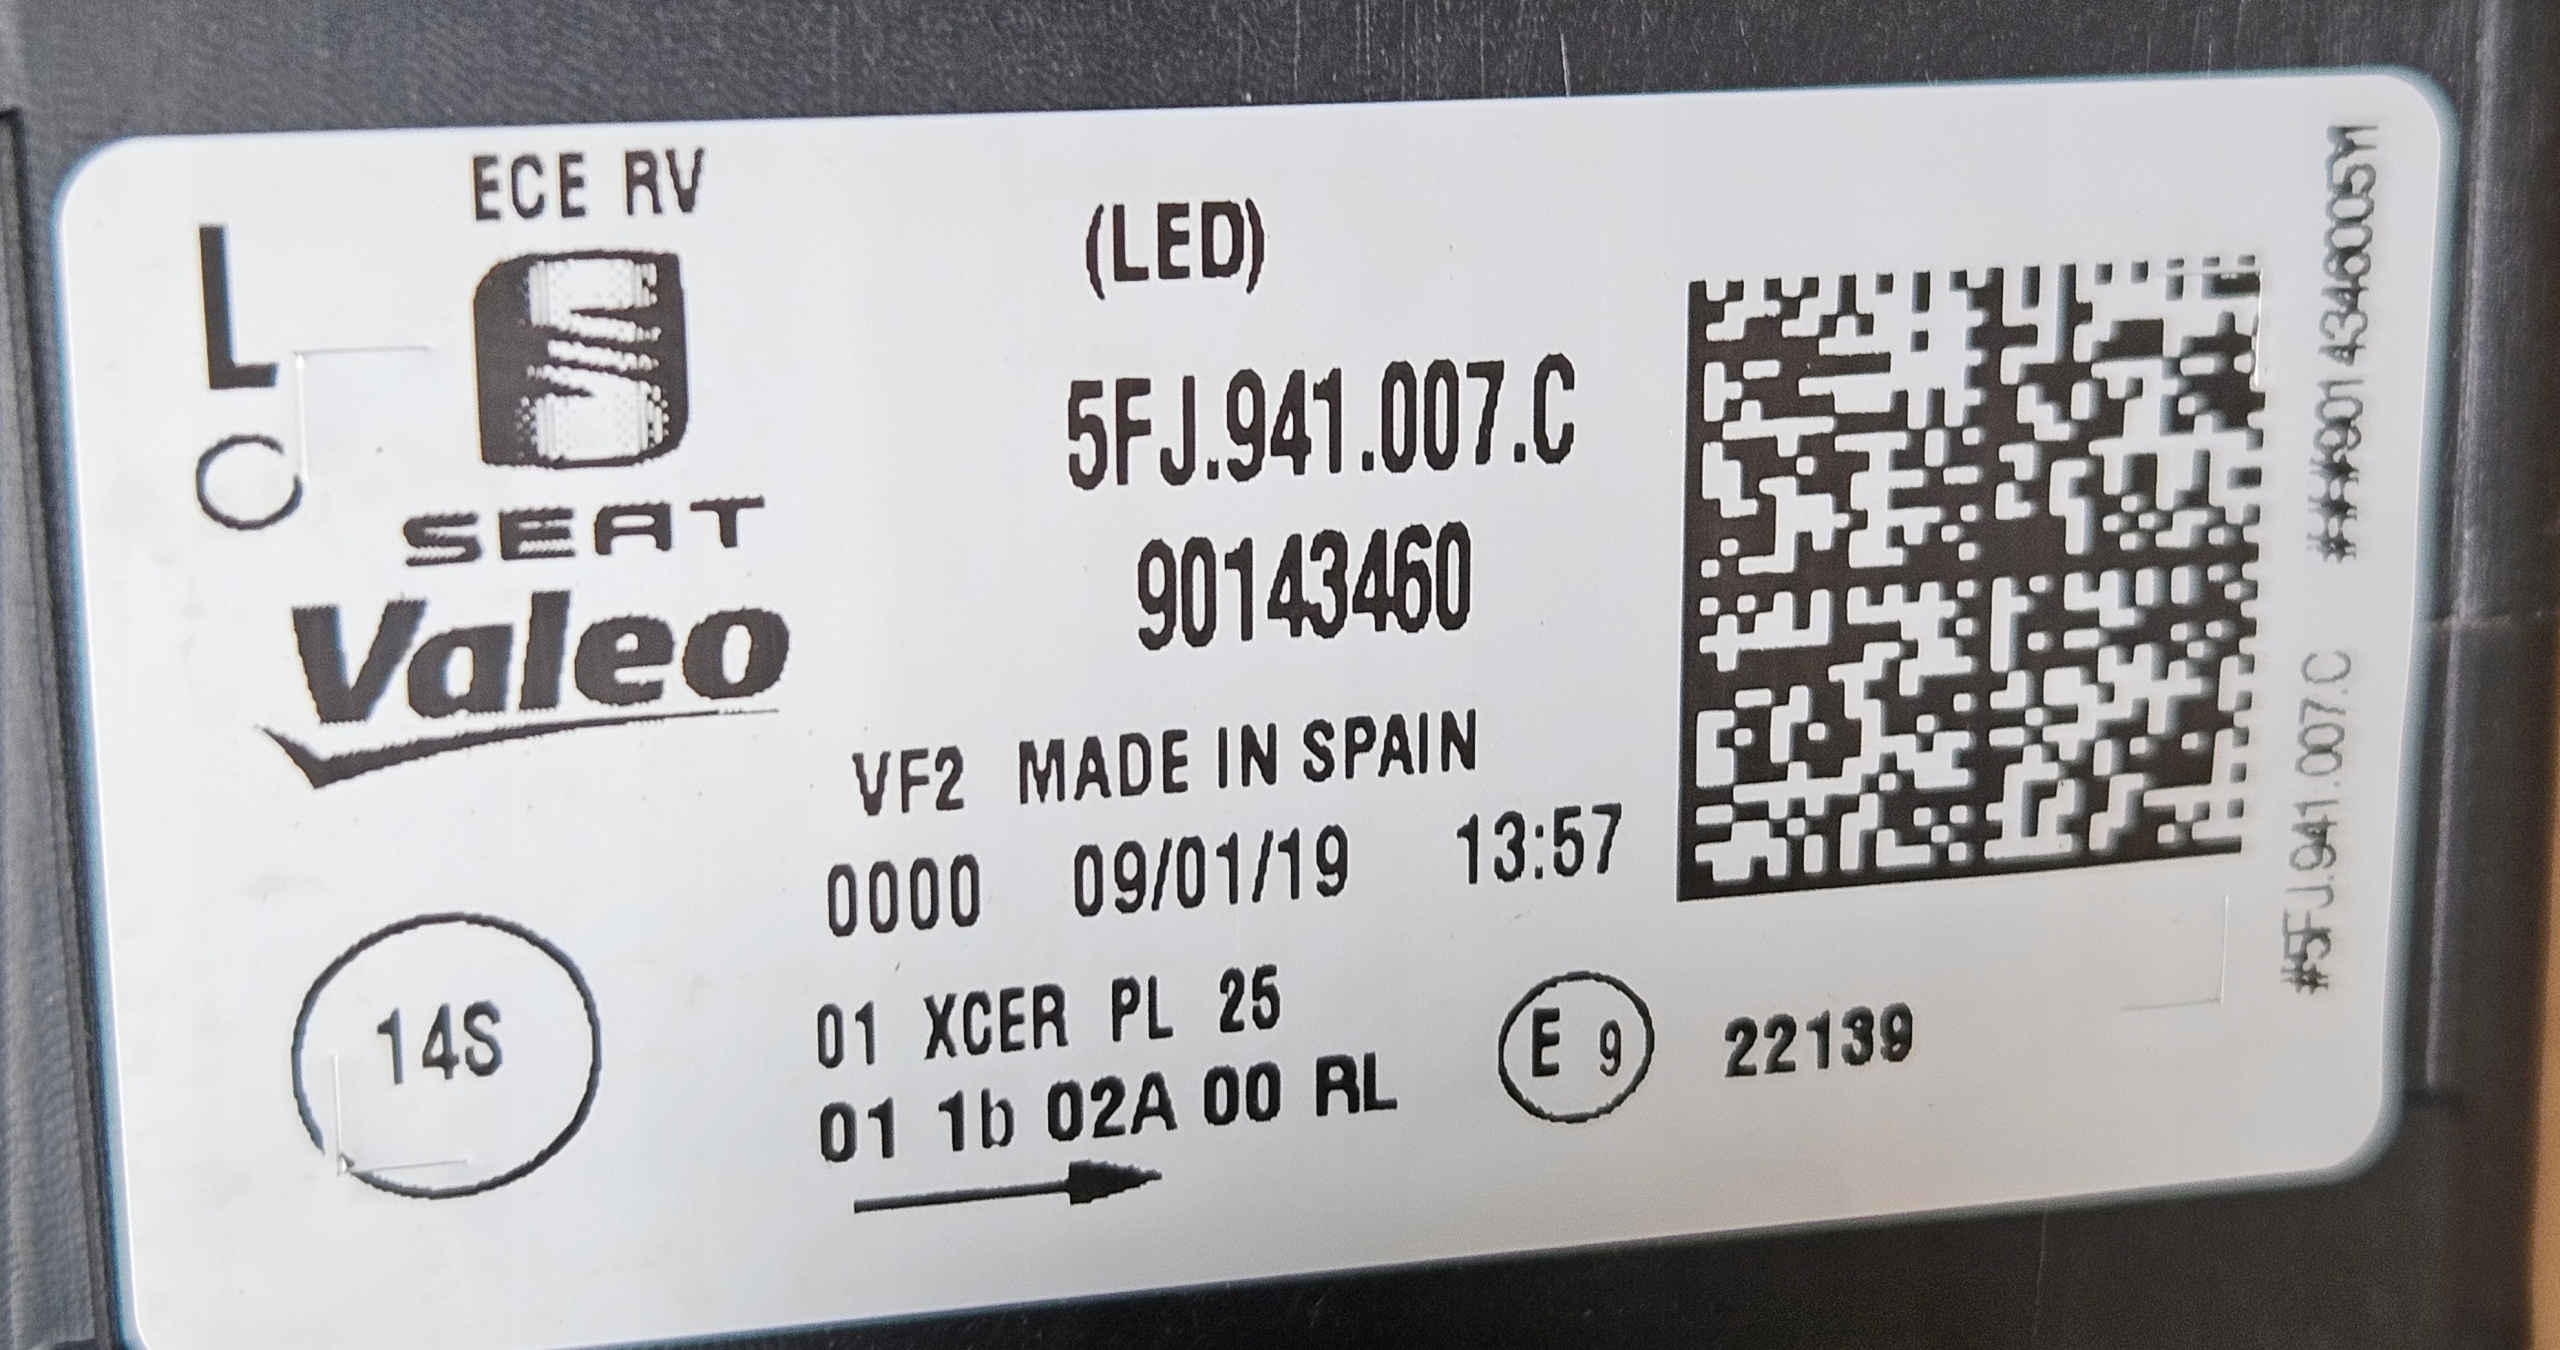 L
ECE RV
SEAT
Valeo
(LED)
5FJ.941.007.C
90143460
VF2 MADE IN SPAIN
0000 09/01/19 13:57
14S
01 XCER PL 25
01 1b 02A 00 RL
E 9 22139
#5FJ.941.007.C